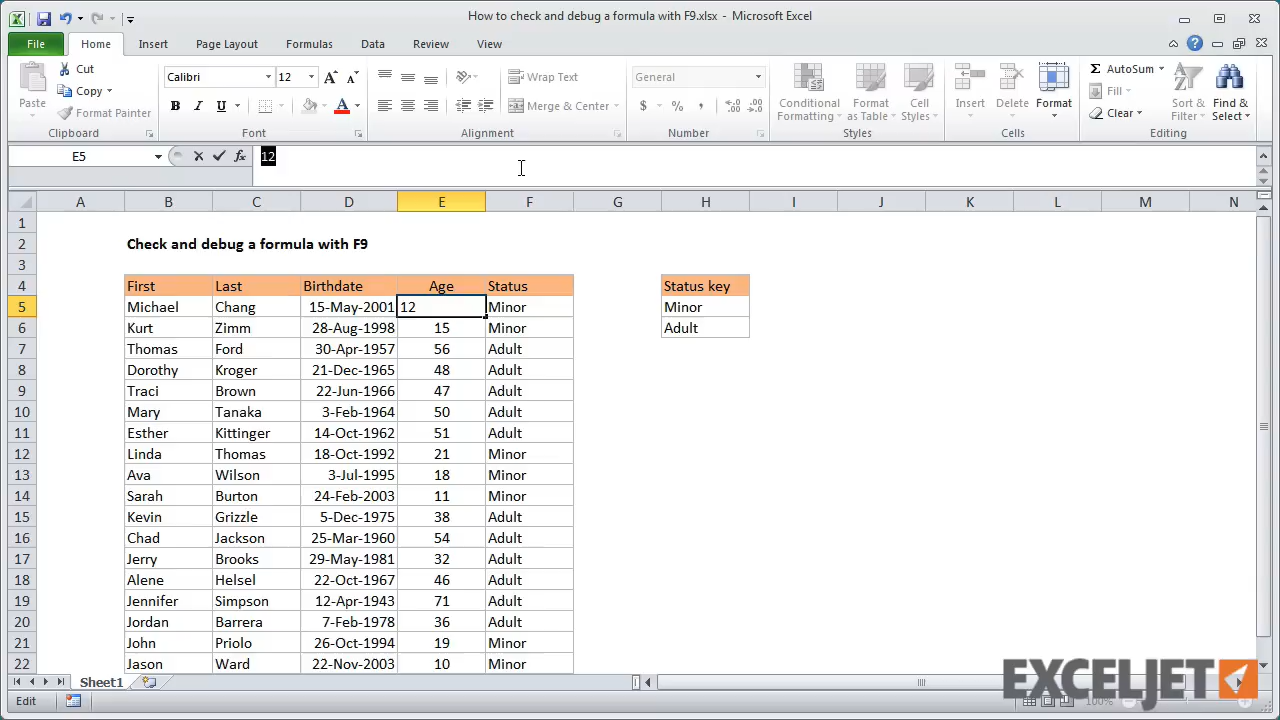 How to check and debug a formula with F9.xlsx - Microsoft Excel
File Home Insert Page Layout Formulas Data Review View
Paste Cut Calibri 12 Wrap Text General Conditional Formatting Format as Table Cell Styles Insert Delete Format AutoSum Sort & Filter Find & Select
Copy Fill
Format Painter B I U A Merge & Center $ % , Clear
Clipboard Font Alignment Number Styles Cells Editing
E5 fx 12
A B C D E F G H I J K L M N
1
2 Check and debug a formula with F9
3
4 First Last Birthdate Age Status Status key
5 Michael Chang 15-May-2001 12 Minor Minor
6 Kurt Zimm 28-Aug-1998 15 Minor Adult
7 Thomas Ford 30-Apr-1957 56 Adult
8 Dorothy Kroger 21-Dec-1965 48 Adult
9 Traci Brown 22-Jun-1966 47 Adult
10 Mary Tanaka 3-Feb-1964 50 Adult
11 Esther Kittinger 14-Oct-1962 51 Adult
12 Linda Thomas 18-Oct-1992 21 Minor
13 Ava Wilson 3-Jul-1995 18 Minor
14 Sarah Burton 24-Feb-2003 11 Minor
15 Kevin Grizzle 5-Dec-1975 38 Adult
16 Chad Jackson 25-Mar-1960 54 Adult
17 Jerry Brooks 29-May-1981 32 Adult
18 Alene Helsel 22-Oct-1967 46 Adult
19 Jennifer Simpson 12-Apr-1943 71 Adult
20 Jordan Barrera 7-Feb-1978 36 Adult
21 John Priolo 26-Oct-1994 19 Minor
22 Jason Ward 22-Nov-2003 10 Minor
Sheet1
EXCELJET
Edit 100%